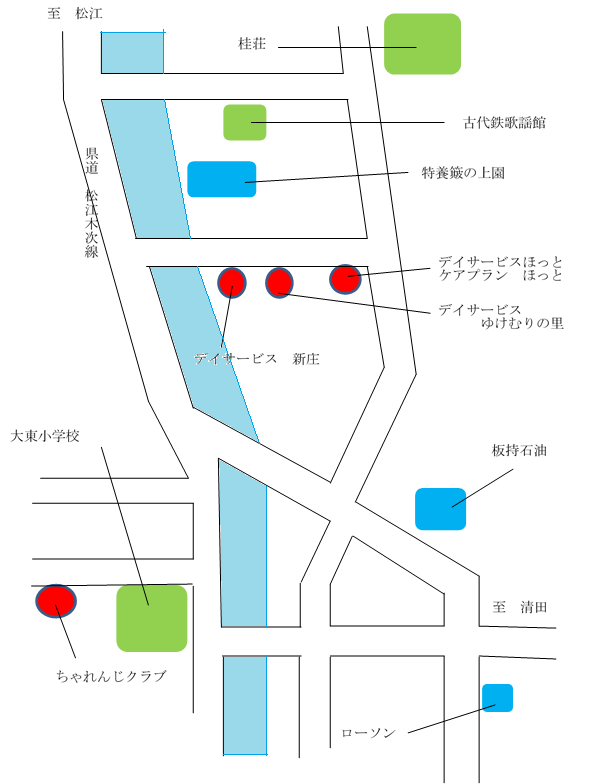 至　松江
桂荘
古代鉄歌謡館
県道　松江木次線
特養簸の上園
デイサービスほっと
ケアプラン　ほっと
デイサービス
ゆけむりの里
デイサービス　新庄
大東小学校
板持石油
至　清田
ちゃれんじクラブ
ローソン